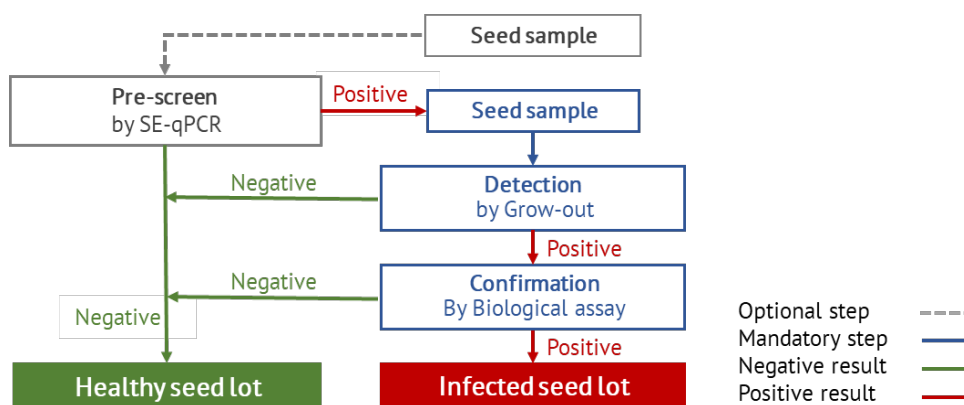 Seed sample
Pre-screen
by SE-qPCR
Positive
Seed sample
Negative
Detection
by Grow-out
Positive
Negative
Confirmation
By Biological assay
Negative
Positive
Healthy seed lot
Infected seed lot
Optional step
Mandatory step
Negative result
Positive result